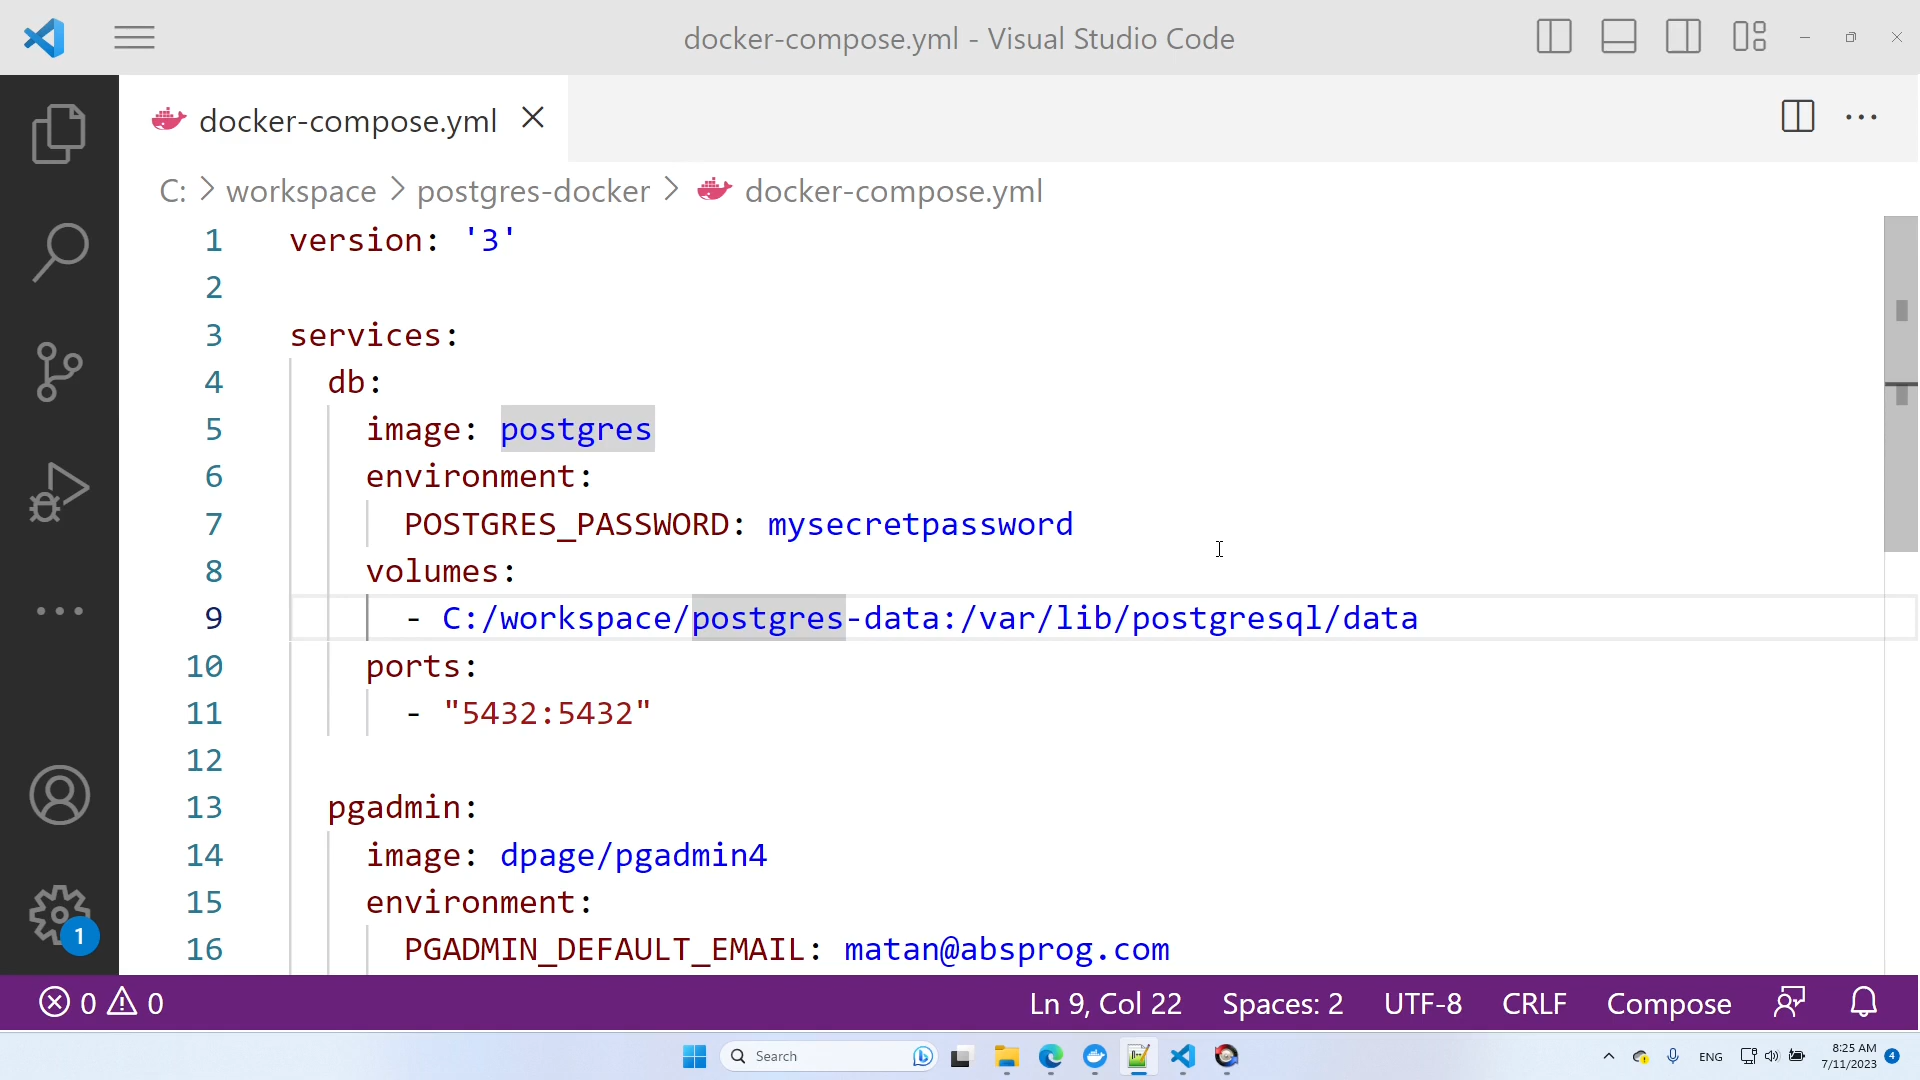 docker-compose.yml - Visual Studio Code
docker-compose.yml
C: > workspace > postgres-docker > docker-compose.yml
1 version: '3'
2
3 services:
4   db:
5     image: postgres
6     environment:
7       POSTGRES_PASSWORD: mysecretpassword
8     volumes:
9       - C:/workspace/postgres-data:/var/lib/postgresql/data
10     ports:
11       - "5432:5432"
12
13   pgadmin:
14     image: dpage/pgadmin4
15     environment:
16       PGADMIN_DEFAULT_EMAIL: matan@absprog.com
1
0 0 Ln 9, Col 22 Spaces: 2 UTF-8 CRLF Compose
Search ENG 8:25 AM 4
7/11/2023